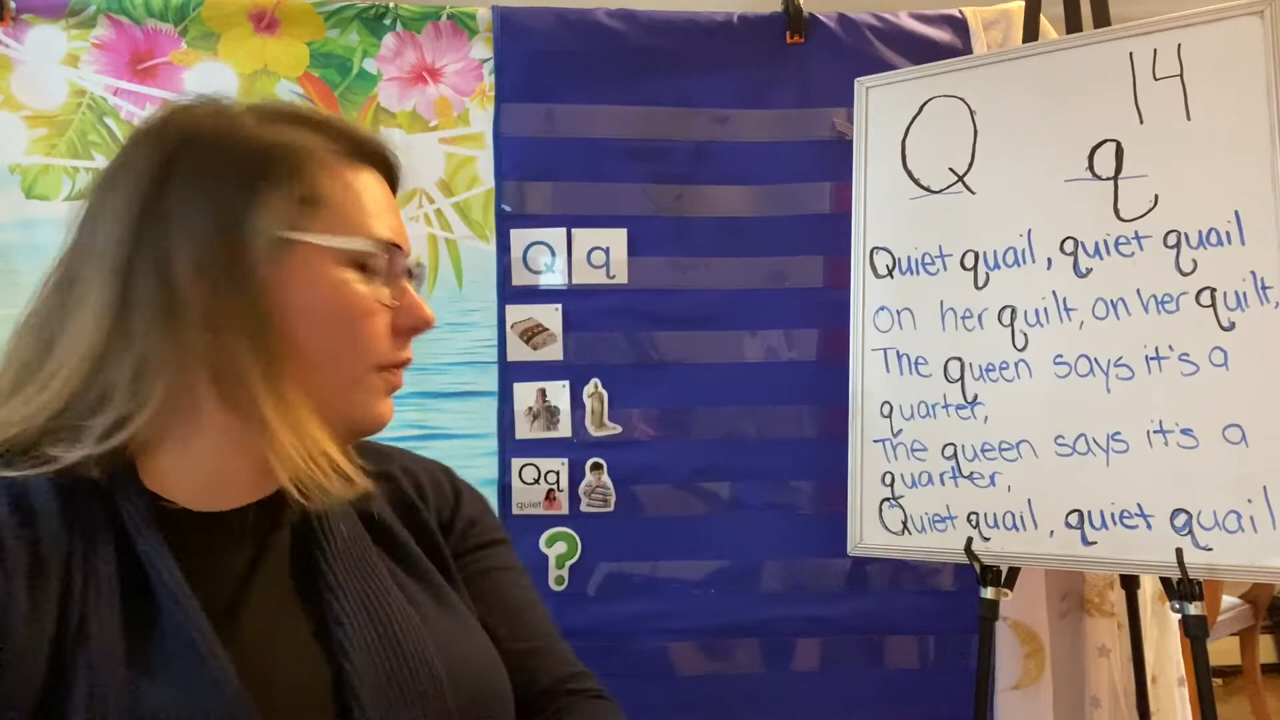 Q q
Qq
quiet
14
Q q
Quiet quail, quiet quail
on her quilt, on her quilt,
The queen says it's a
quarter,
The queen says it's a
quarter,
Quiet quail, quiet quail
?